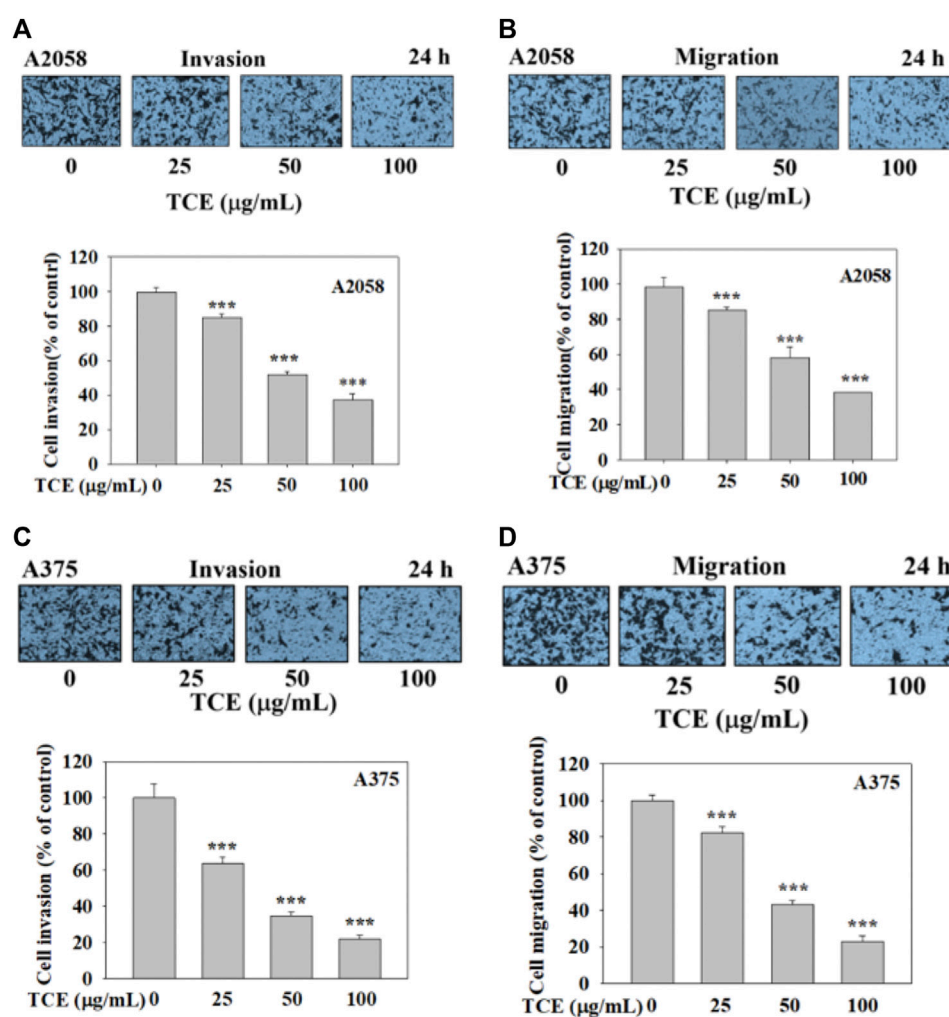 A
A2058 Invasion 24 h
0 25 50 100
TCE (μg/mL)
120
100
80
60
40
20
0
Cell invasion(% of contrl)
A2058
***
***
***
TCE (μg/mL) 0 25 50 100
B
A2058 Migration 24 h
0 25 50 100
TCE (μg/mL)
120
100
80
60
40
20
0
Cell migration(% of control)
A2058
***
***
***
TCE (μg/mL) 0 25 50 100
C
A375 Invasion 24 h
0 25 50 100
TCE (μg/mL)
120
100
80
60
40
20
0
Cell invasion (% of control)
A375
***
***
***
TCE (μg/mL) 0 25 50 100
D
A375 Migration 24 h
0 25 50 100
TCE (μg/mL)
120
100
80
60
40
20
0
Cell migration (% of control)
A375
***
***
***
TCE (μg/mL) 0 25 50 100